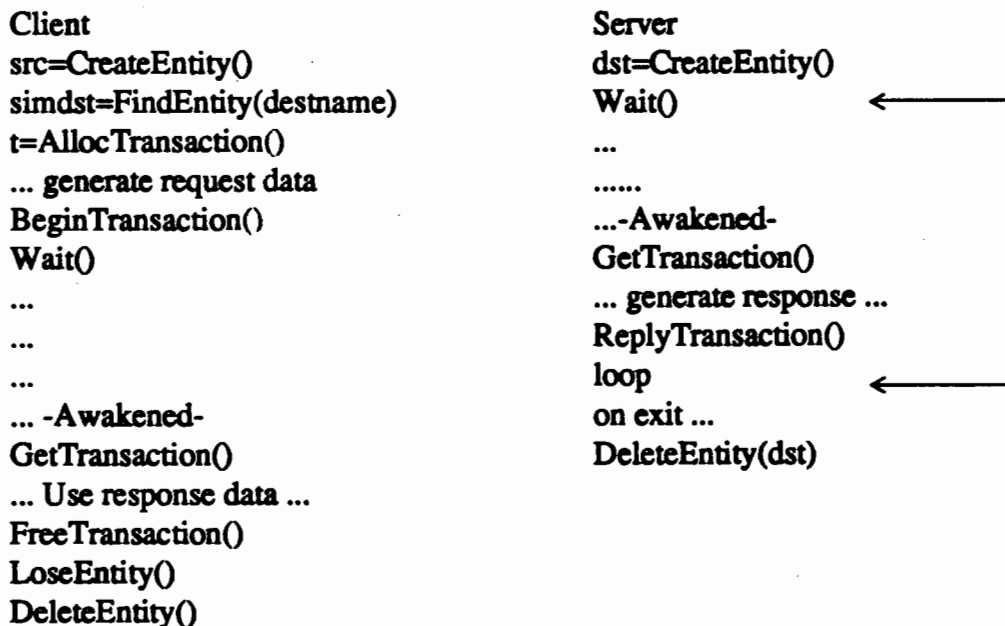 Client
src=CreateEntity()
simdst=FindEntity(destname)
t=AllocTransaction()
... generate request data
BeginTransaction()
Wait()
...
...
...
... -Awakened-
GetTransaction()
... Use response data ...
FreeTransaction()
LoseEntity()
DeleteEntity()
Server
dst=CreateEntity()
Wait()
...
......
...-Awakened-
GetTransaction()
... generate response ...
ReplyTransaction()
loop
on exit ...
DeleteEntity(dst)